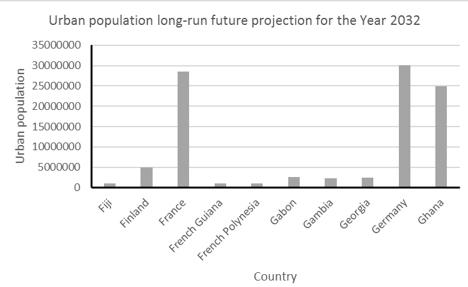 Urban population long-run future projection for the Year 2032
35000000
30000000
25000000
20000000
15000000
10000000
5000000
0
Urban population
Fiji
Finland
France
French Guiana
French Polynesia
Gabon
Gambia
Georgia
Germany
Ghana
Country